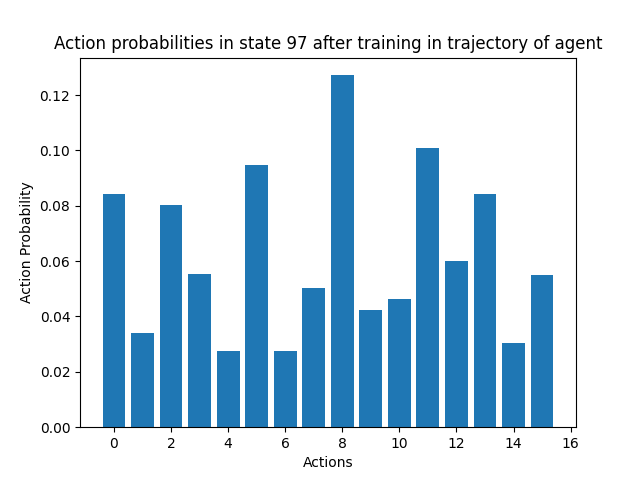 Action probabilities in state 97 after training in trajectory of agent
0.12
0.10
0.08
0.06
0.04
0.02
0.00
Action Probability
0 2 4 6 8 10 12 14 16
Actions